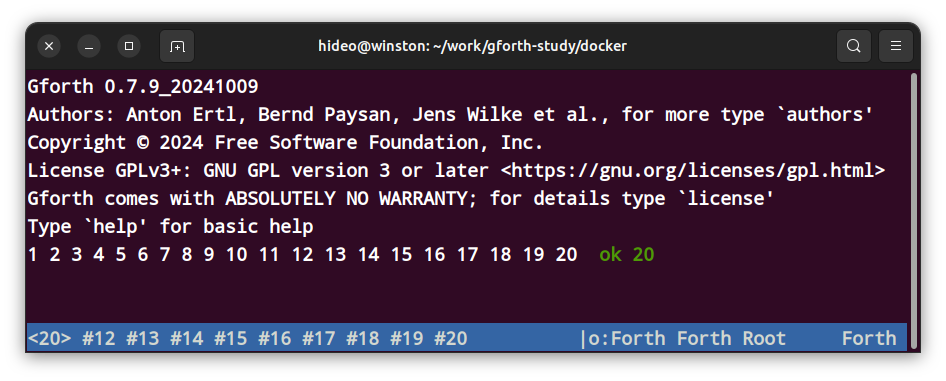 hideo@winston: ~/work/gforth-study/docker
Gforth 0.7.9_20241009
Authors: Anton Ertl, Bernd Paysan, Jens Wilke et al., for more type `authors'
Copyright © 2024 Free Software Foundation, Inc.
License GPLv3+: GNU GPL version 3 or later <https://gnu.org/licenses/gpl.html>
Gforth comes with ABSOLUTELY NO WARRANTY; for details type `license'
Type `help' for basic help
1 2 3 4 5 6 7 8 9 10 11 12 13 14 15 16 17 18 19 20  ok 20
<20> #12 #13 #14 #15 #16 #17 #18 #19 #20          |o:Forth Forth Root     Forth